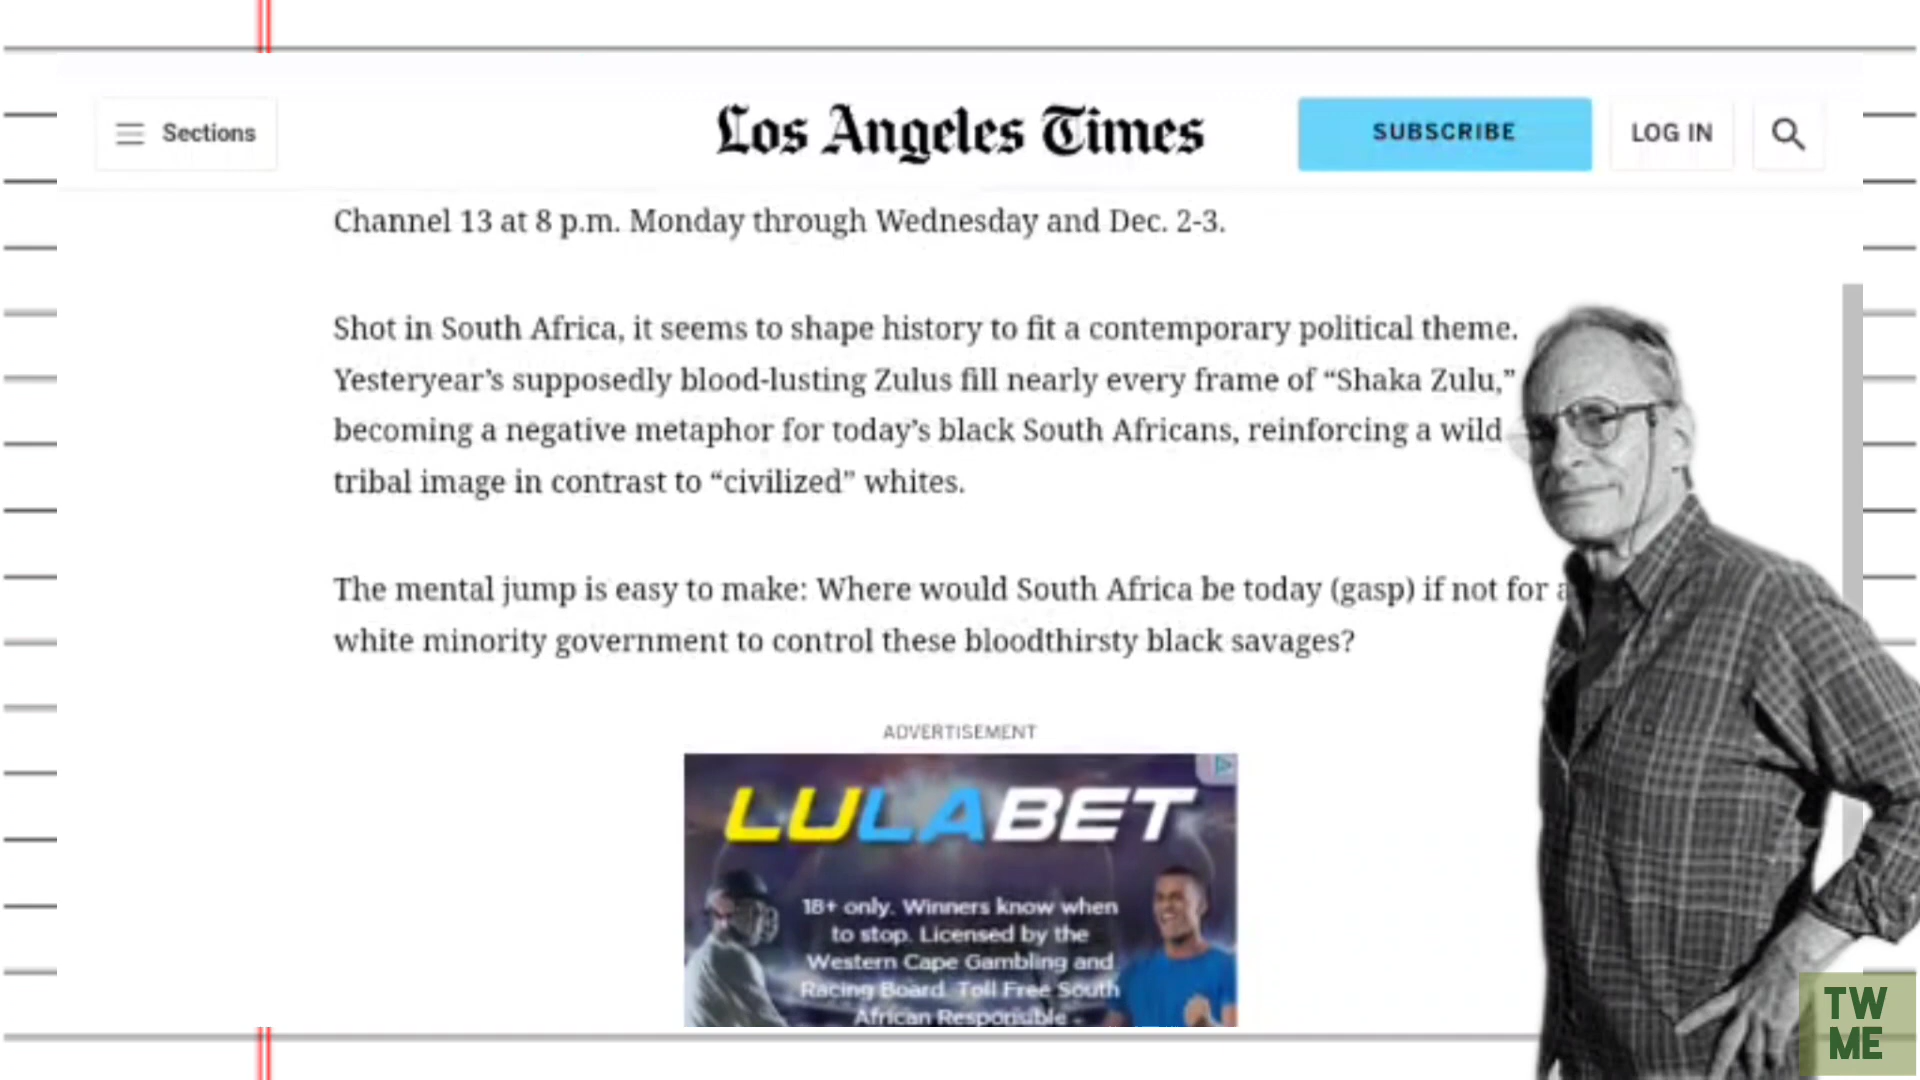 Sections
Los Angeles Times
SUBSCRIBE
LOG IN
Channel 13 at 8 p.m. Monday through Wednesday and Dec. 2-3.
Shot in South Africa, it seems to shape history to fit a contemporary political theme.
Yesteryear’s supposedly blood-lusting Zulus fill nearly every frame of “Shaka Zulu,”
becoming a negative metaphor for today’s black South Africans, reinforcing a wild
tribal image in contrast to “civilized” whites.
The mental jump is easy to make: Where would South Africa be today (gasp) if not for a
white minority government to control these bloodthirsty black savages?
ADVERTISEMENT
LULABET
18+ only. Winners know when
to stop. Licensed by the
Western Cape Gambling and
Racing Board. Toll Free South
African Responsible -
TW
ME